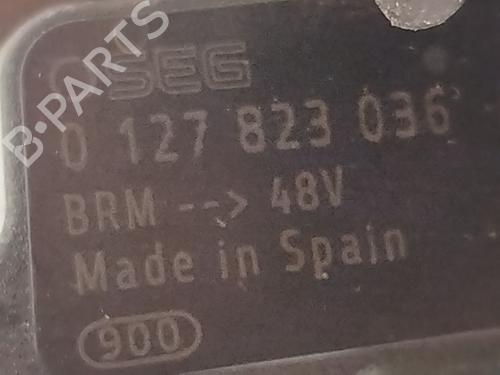 SEG
0 127 823 036
BRM --> 48V
Made in Spain
900
B-PARTS